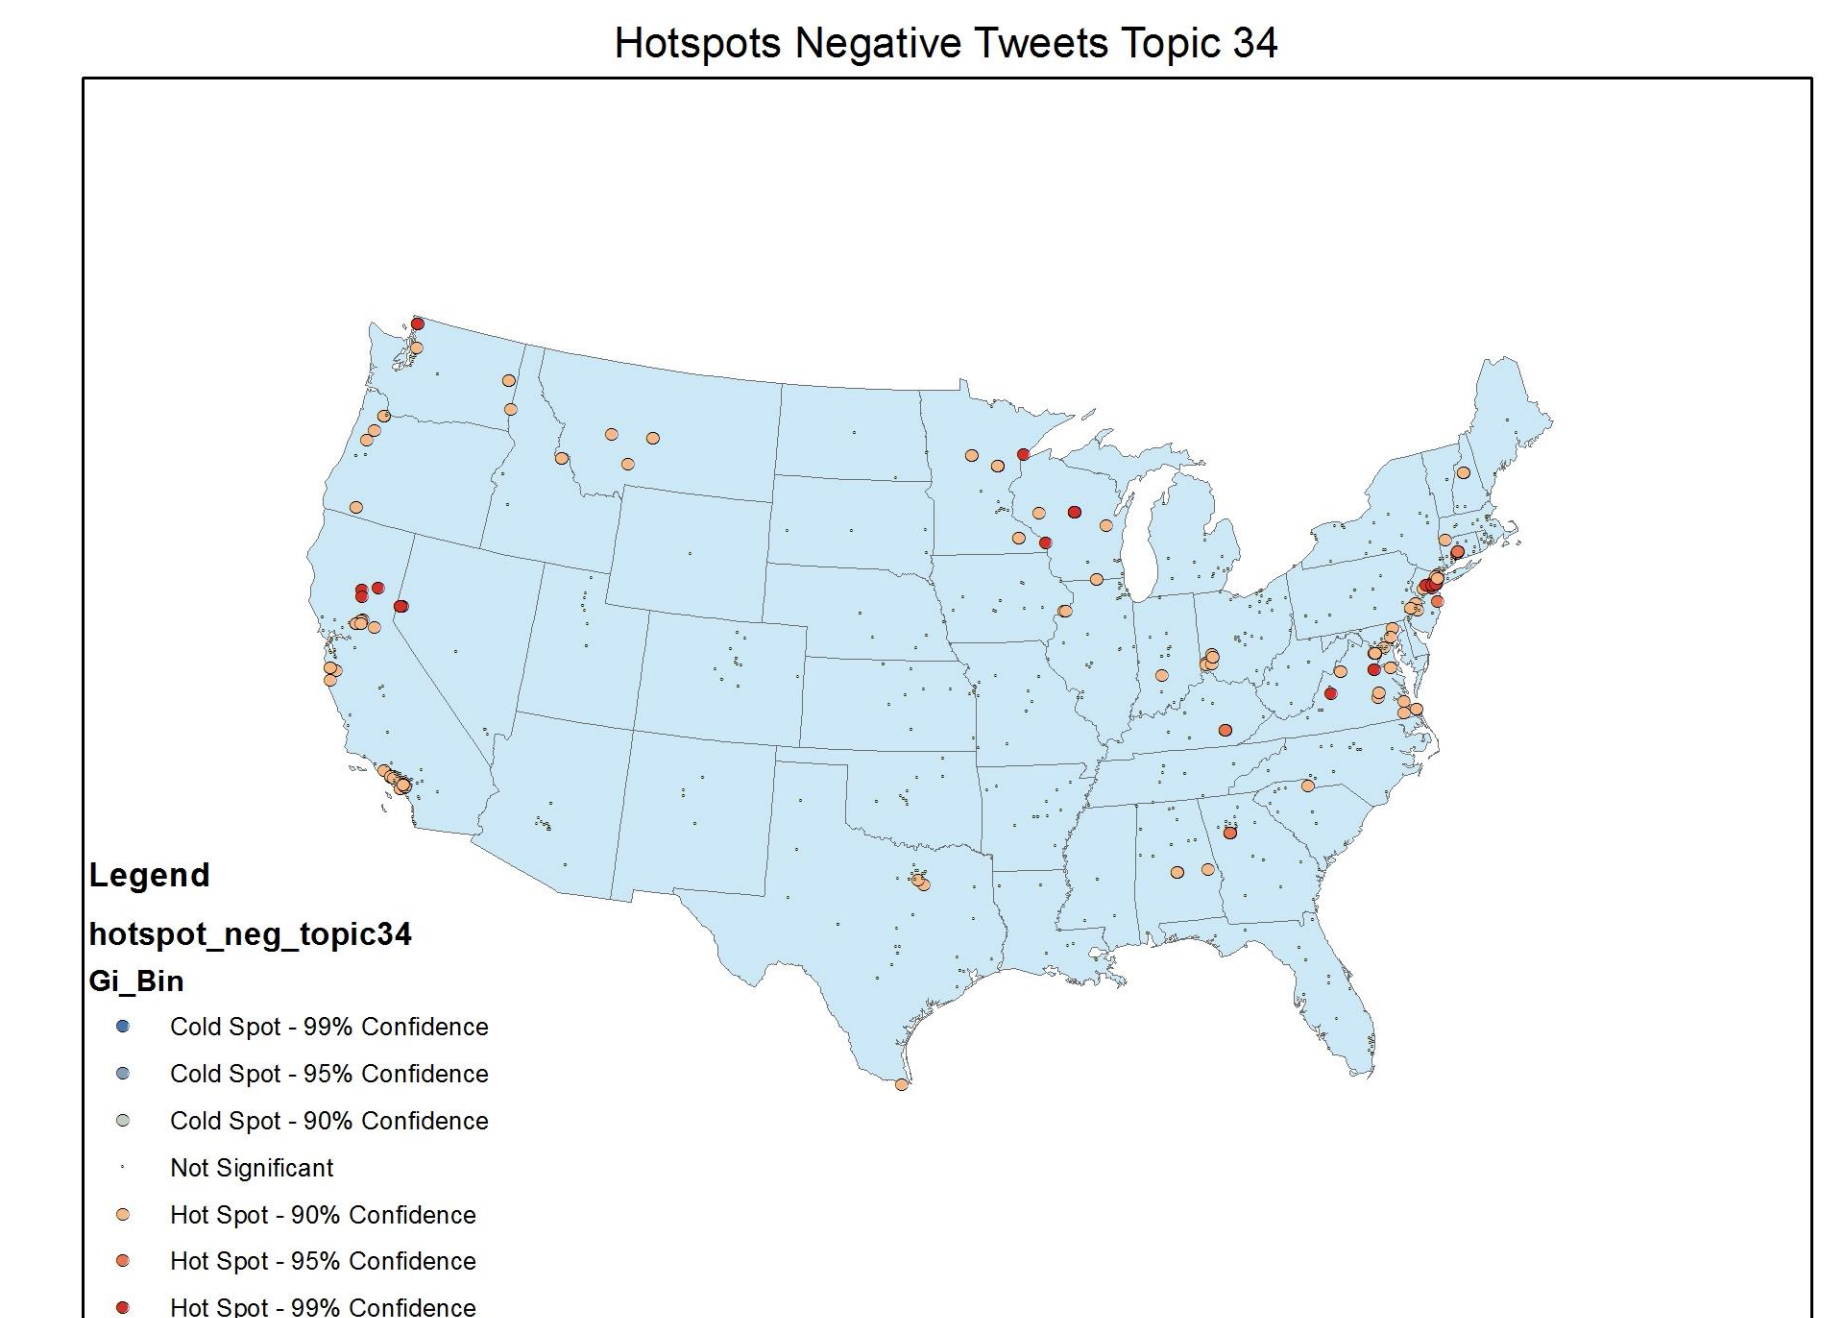 Hotspots Negative Tweets Topic 34
Legend
hotspot_neg_topic34
Gi_Bin
Cold Spot - 99% Confidence
Cold Spot - 95% Confidence
Cold Spot - 90% Confidence
Not Significant
Hot Spot - 90% Confidence
Hot Spot - 95% Confidence
Hot Spot - 99% Confidence